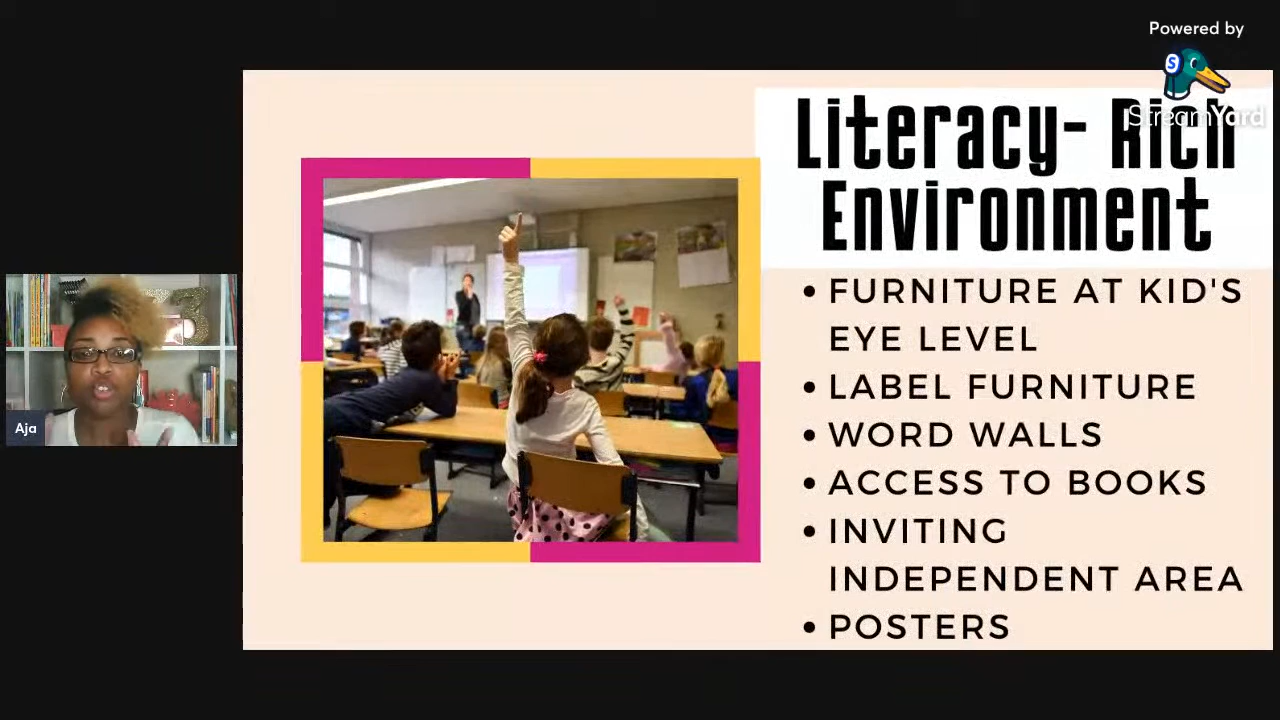 Powered by
StreamYard
Literacy- Rich
Environment
• FURNITURE AT KID'S
EYE LEVEL
• LABEL FURNITURE
• WORD WALLS
• ACCESS TO BOOKS
• INVITING
INDEPENDENT AREA
• POSTERS
Aja